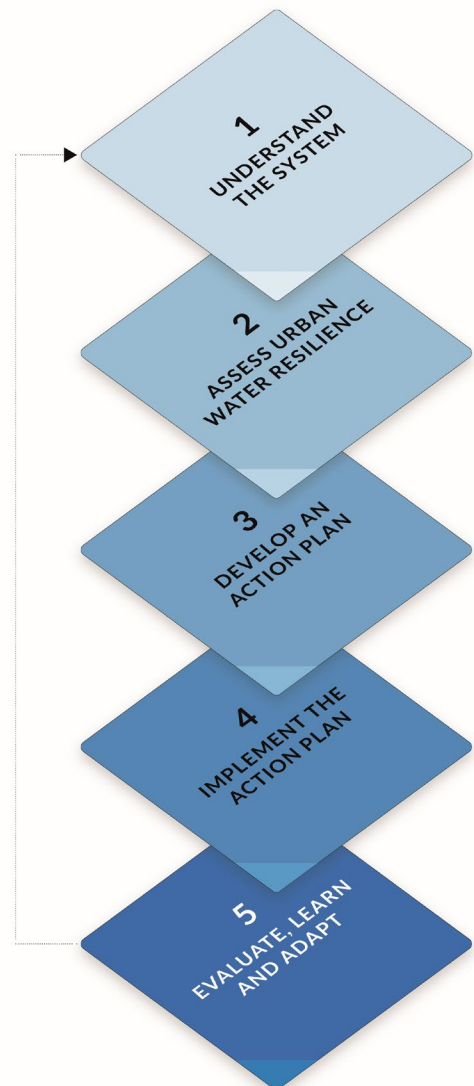 1
UNDERSTAND
THE SYSTEM
2
ASSESS URBAN
WATER RESILIENCE
3
DEVELOP AN
ACTION PLAN
4
IMPLEMENT THE
ACTION PLAN
5
EVALUATE, LEARN
AND ADAPT